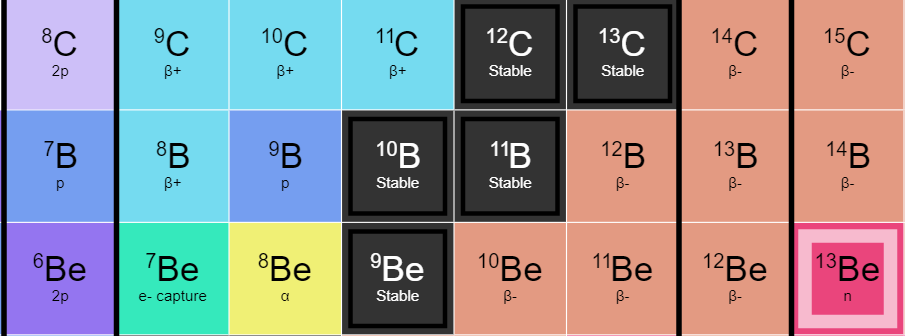 ⁸C ⁹C ¹⁰C ¹¹C ¹²C ¹³C ¹⁴C ¹⁵C
2p β+ β+ β+ Stable Stable β- β-
⁷B ⁸B ⁹B ¹⁰B ¹¹B ¹²B ¹³B ¹⁴B
p β+ p Stable Stable β- β- β-
⁶Be ⁷Be ⁸Be ⁹Be ¹⁰Be ¹¹Be ¹²Be ¹³Be
2p e- capture α Stable β- β- β- n